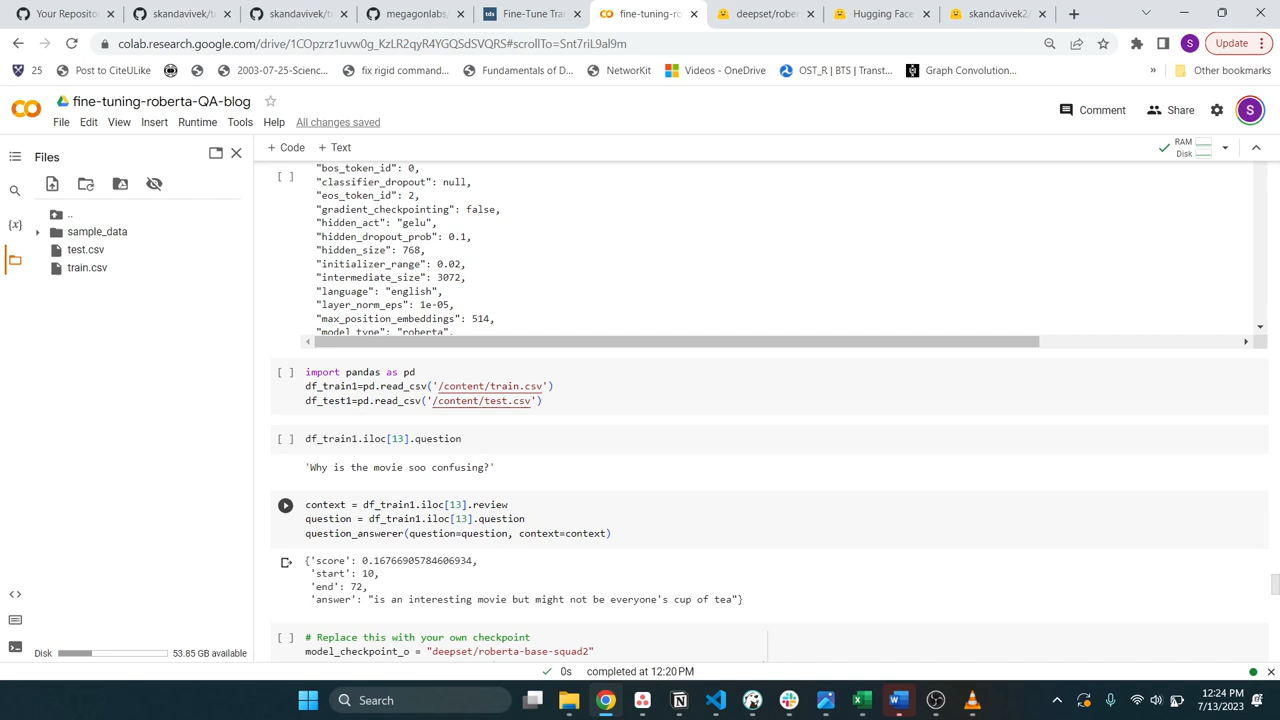 Your Reposito
skandavivek/t
skandavivek/t
megagonlabs/
tds Fine-Tune Tran
fine-tuning-ro
deepset/rober
Hugging Face
skandavivek2/
colab.research.google.com/drive/1COpzrz1uvw0g_KzLR2qyR4YGQSdSVORS#scrollTo=Snt7riL9al9m
S
Update
25
Post to CiteULike
2003-07-25-Scienc...
fix rigid command...
Fundamentals of D...
NetworKit
Videos - OneDrive
OST_R | BTS | Transt...
Graph Convolution...
»
Other bookmarks
fine-tuning-roberta-QA-blog
Comment
Share
S
File Edit View Insert Runtime Tools Help All changes saved
Files
+ Code + Text
RAM
Disk
{x}
..
sample_data
test.csv
train.csv
[ ]
"bos_token_id": 0,
"classifier_dropout": null,
"eos_token_id": 2,
"gradient_checkpointing": false,
"hidden_act": "gelu",
"hidden_dropout_prob": 0.1,
"hidden_size": 768,
"initializer_range": 0.02,
"intermediate_size": 3072,
"language": "english",
"layer_norm_eps": 1e-05,
"max_position_embeddings": 514,
"model_type": "roberta",
[ ] import pandas as pd
df_train1=pd.read_csv('/content/train.csv')
df_test1=pd.read_csv('/content/test.csv')
[ ] df_train1.iloc[13].question
'Why is the movie soo confusing?'
context = df_train1.iloc[13].review
question = df_train1.iloc[13].question
question_answerer(question=question, context=context)
{'score': 0.16766905784606934,
'start': 10,
'end': 72,
'answer': "is an interesting movie but might not be everyone's cup of tea"}
[ ] # Replace this with your own checkpoint
model_checkpoint_o = "deepset/roberta-base-squad2"
Disk 53.85 GB available
0s completed at 12:20 PM
Search
12:24 PM
7/13/2023